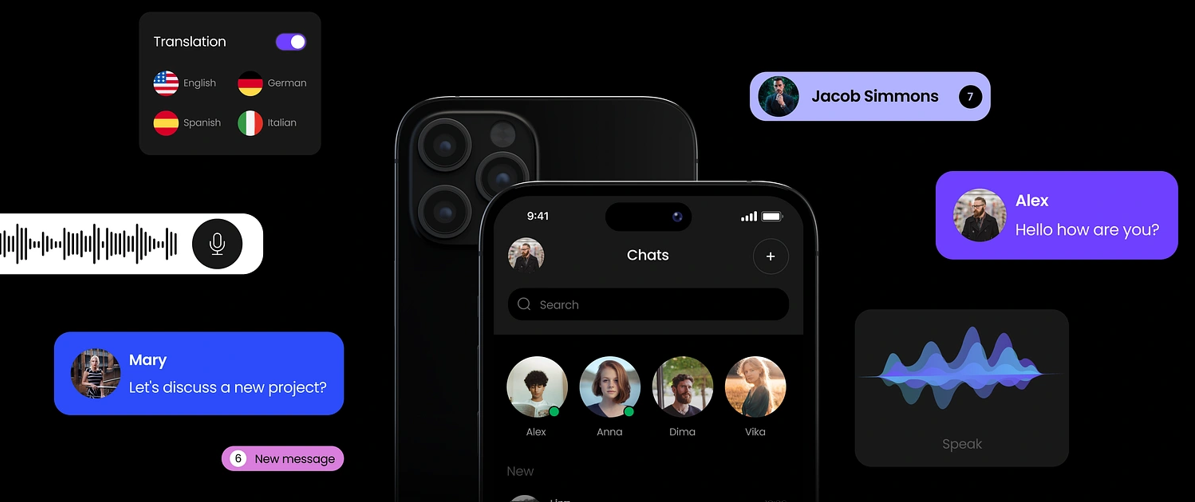 Translation
English
German
Spanish
Italian
Jacob Simmons
7
Alex
Hello how are you?
9:41
Chats
+
Search
Mary
Let's discuss a new project?
Alex
Anna
Dima
Vika
Speak
6
New message
New